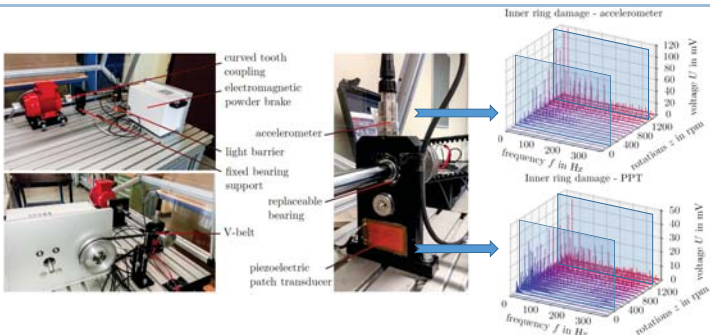 curved tooth
coupling
electromagnetic
powder brake
accelerometer
light barrier
fixed bearing
support
replaceable
bearing
V-belt
piezoelectric
patch transducer
Inner ring damage - accelerometer
120
100
80
60
40
20
0
voltage U in mV
0
100
200
300
frequency f in Hz
0
400
800
1200
rotations z in rpm
Inner ring damage - PPT
50
40
30
20
10
0
voltage U in mV
0
100
200
300
frequency f in Hz
0
400
800
1200
rotations z in rpm